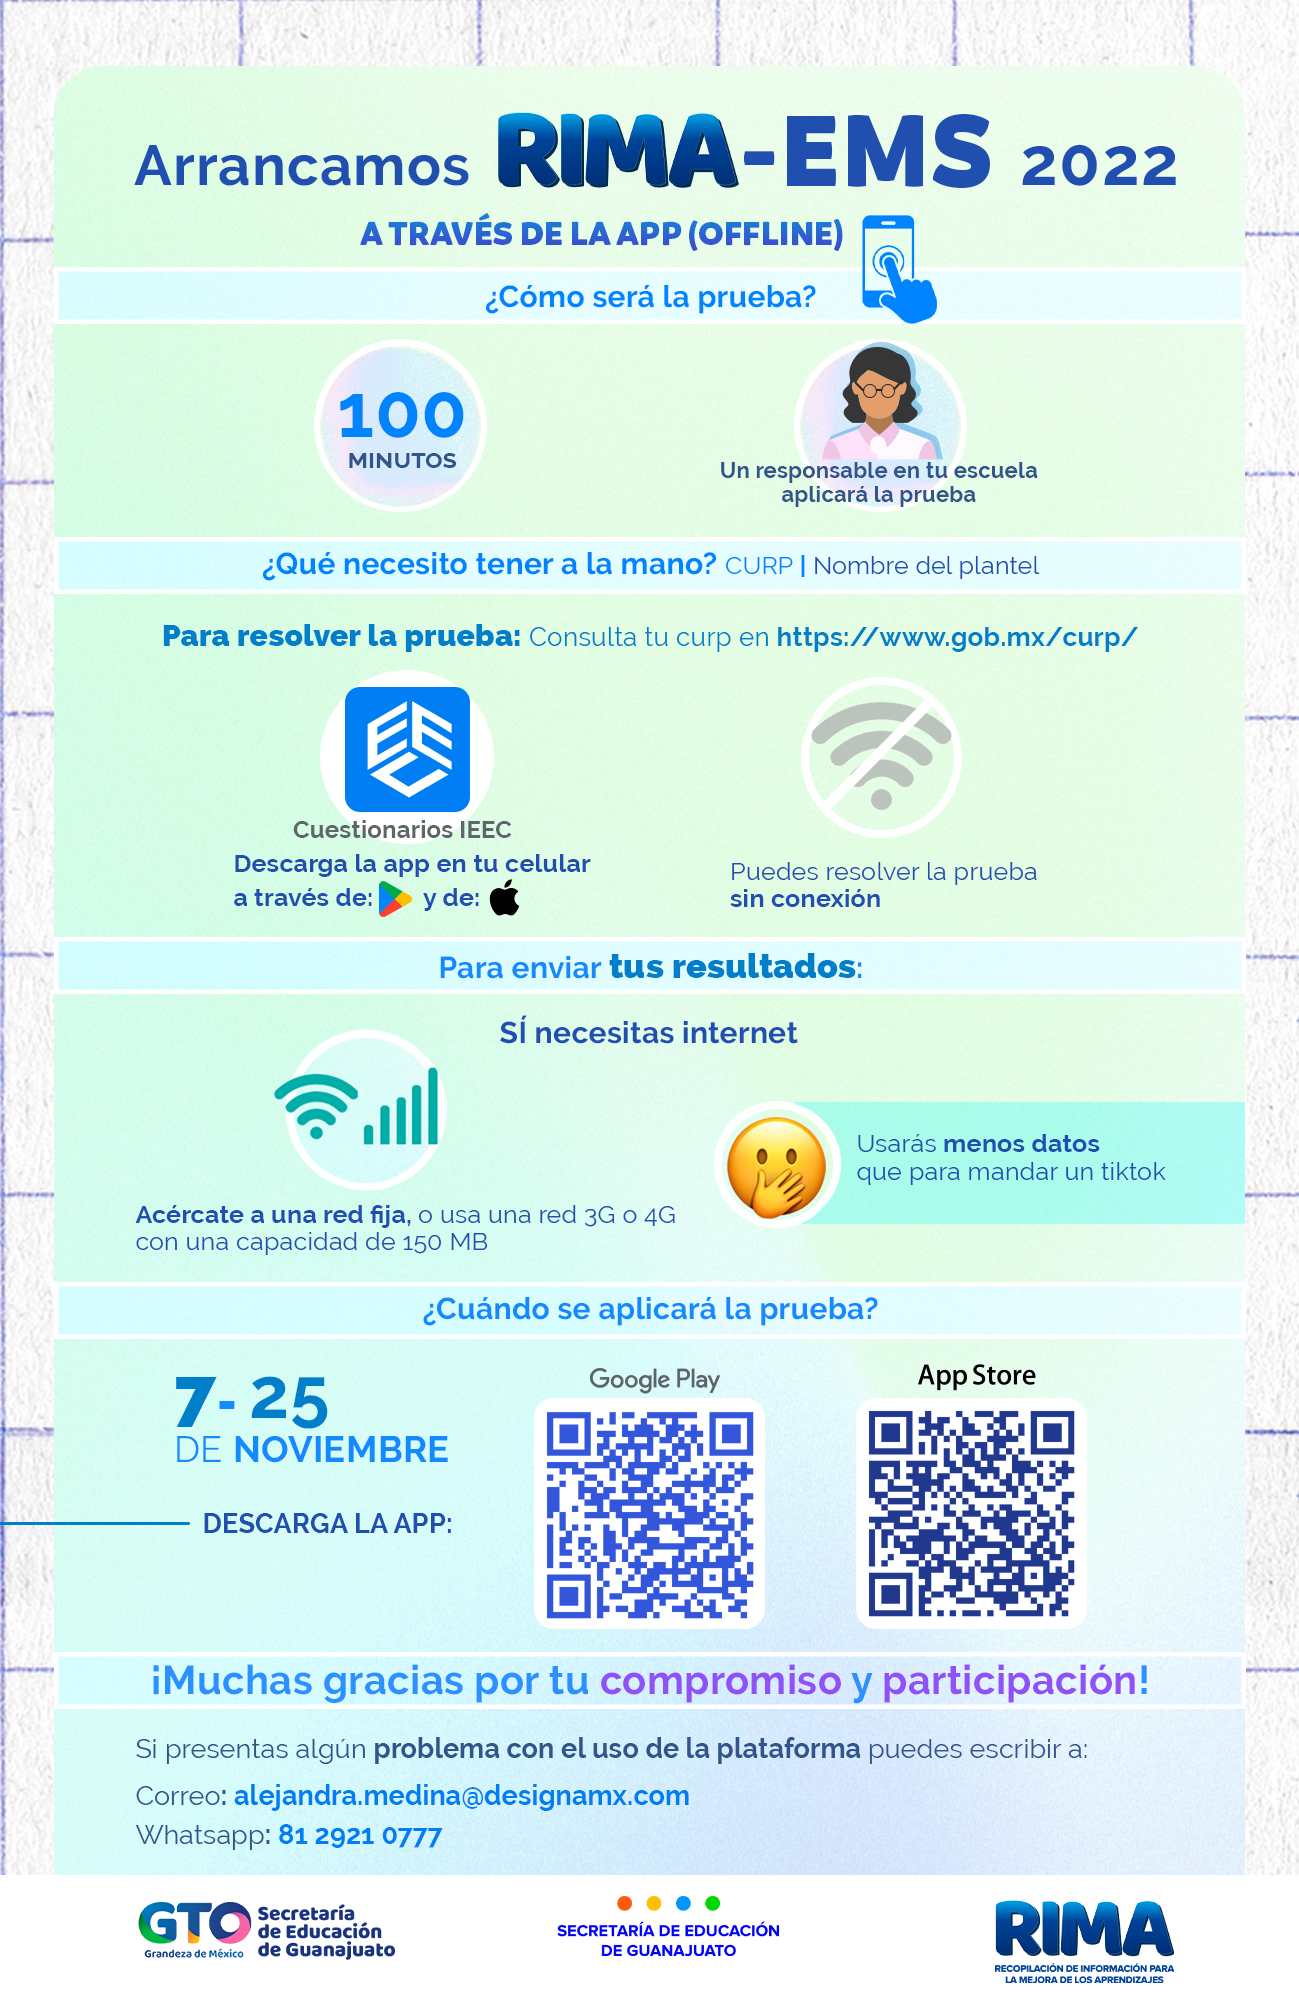 Arrancamos RIMA-EMS 2022
A TRAVÉS DE LA APP (OFFLINE)
¿Cómo será la prueba?
100
MINUTOS
Un responsable en tu escuela
aplicará la prueba
¿Qué necesito tener a la mano? CURP | Nombre del plantel
Para resolver la prueba: Consulta tu curp en https://www.gob.mx/curp/
Cuestionarios IEEC
Descarga la app en tu celular
a través de: y de:
Puedes resolver la prueba
sin conexión
Para enviar tus resultados:
SÍ necesitas internet
Acércate a una red fija, o usa una red 3G o 4G
con una capacidad de 150 MB
Usarás menos datos
que para mandar un tiktok
¿Cuándo se aplicará la prueba?
7- 25
DE NOVIEMBRE
DESCARGA LA APP:
Google Play
App Store
¡Muchas gracias por tu compromiso y participación!
Si presentas algún problema con el uso de la plataforma puedes escribir a:
Correo: alejandra.medina@designamx.com
Whatsapp: 81 2921 0777
GTO
Grandeza de México
Secretaría
de Educación
de Guanajuato
SECRETARÍA DE EDUCACIÓN
DE GUANAJUATO
RIMA
RECOPILACIÓN DE INFORMACIÓN PARA
LA MEJORA DE LOS APRENDIZAJES